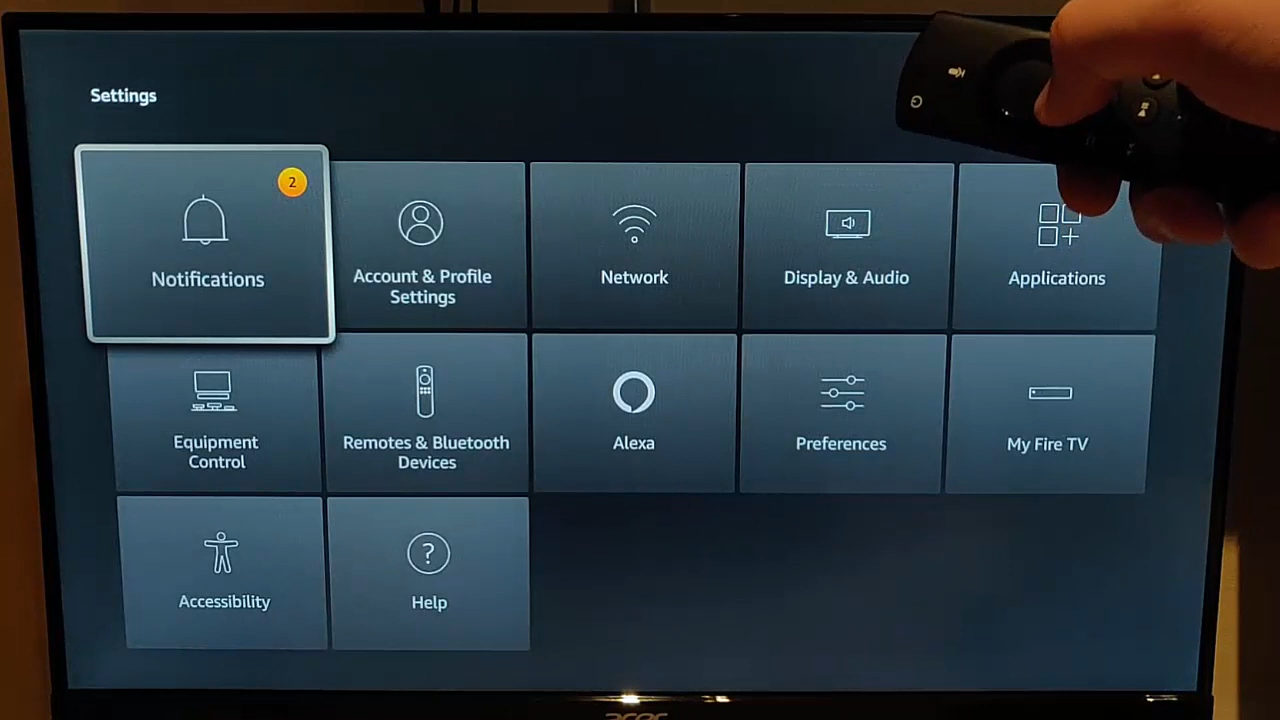 Settings
2
Notifications
Account & Profile
Settings
Network
Display & Audio
Applications
Equipment
Control
Remotes & Bluetooth
Devices
Alexa
Preferences
My Fire TV
Accessibility
?
Help
acer